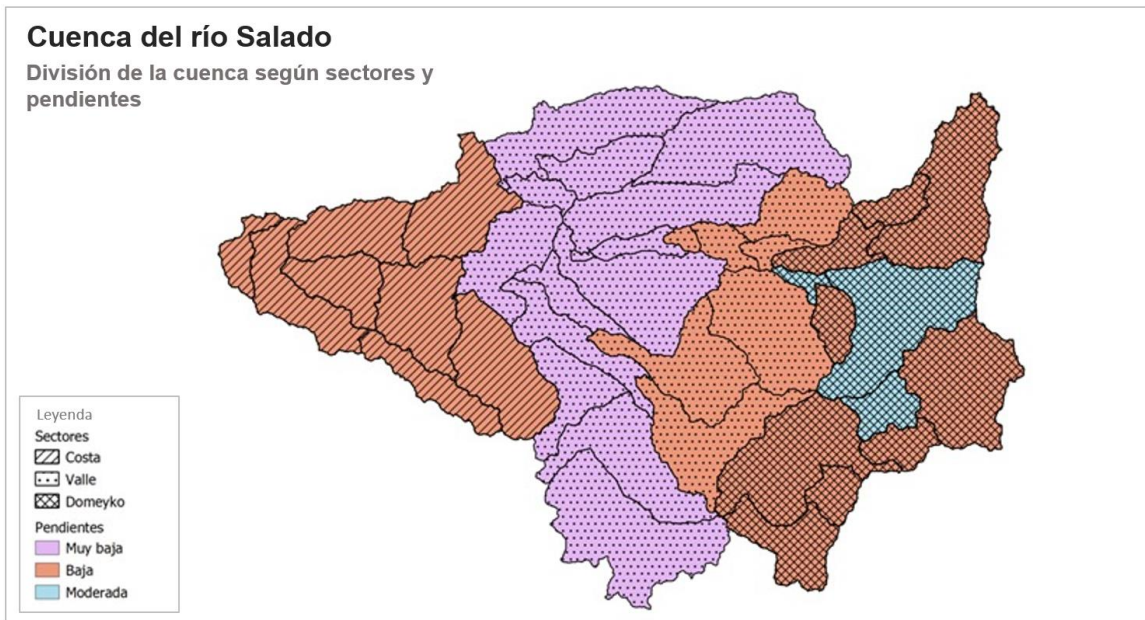 Cuenca del río Salado
División de la cuenca según sectores y
pendientes
Leyenda
Sectores
Costa
Valle
Domeyko
Pendientes
Muy baja
Baja
Moderada